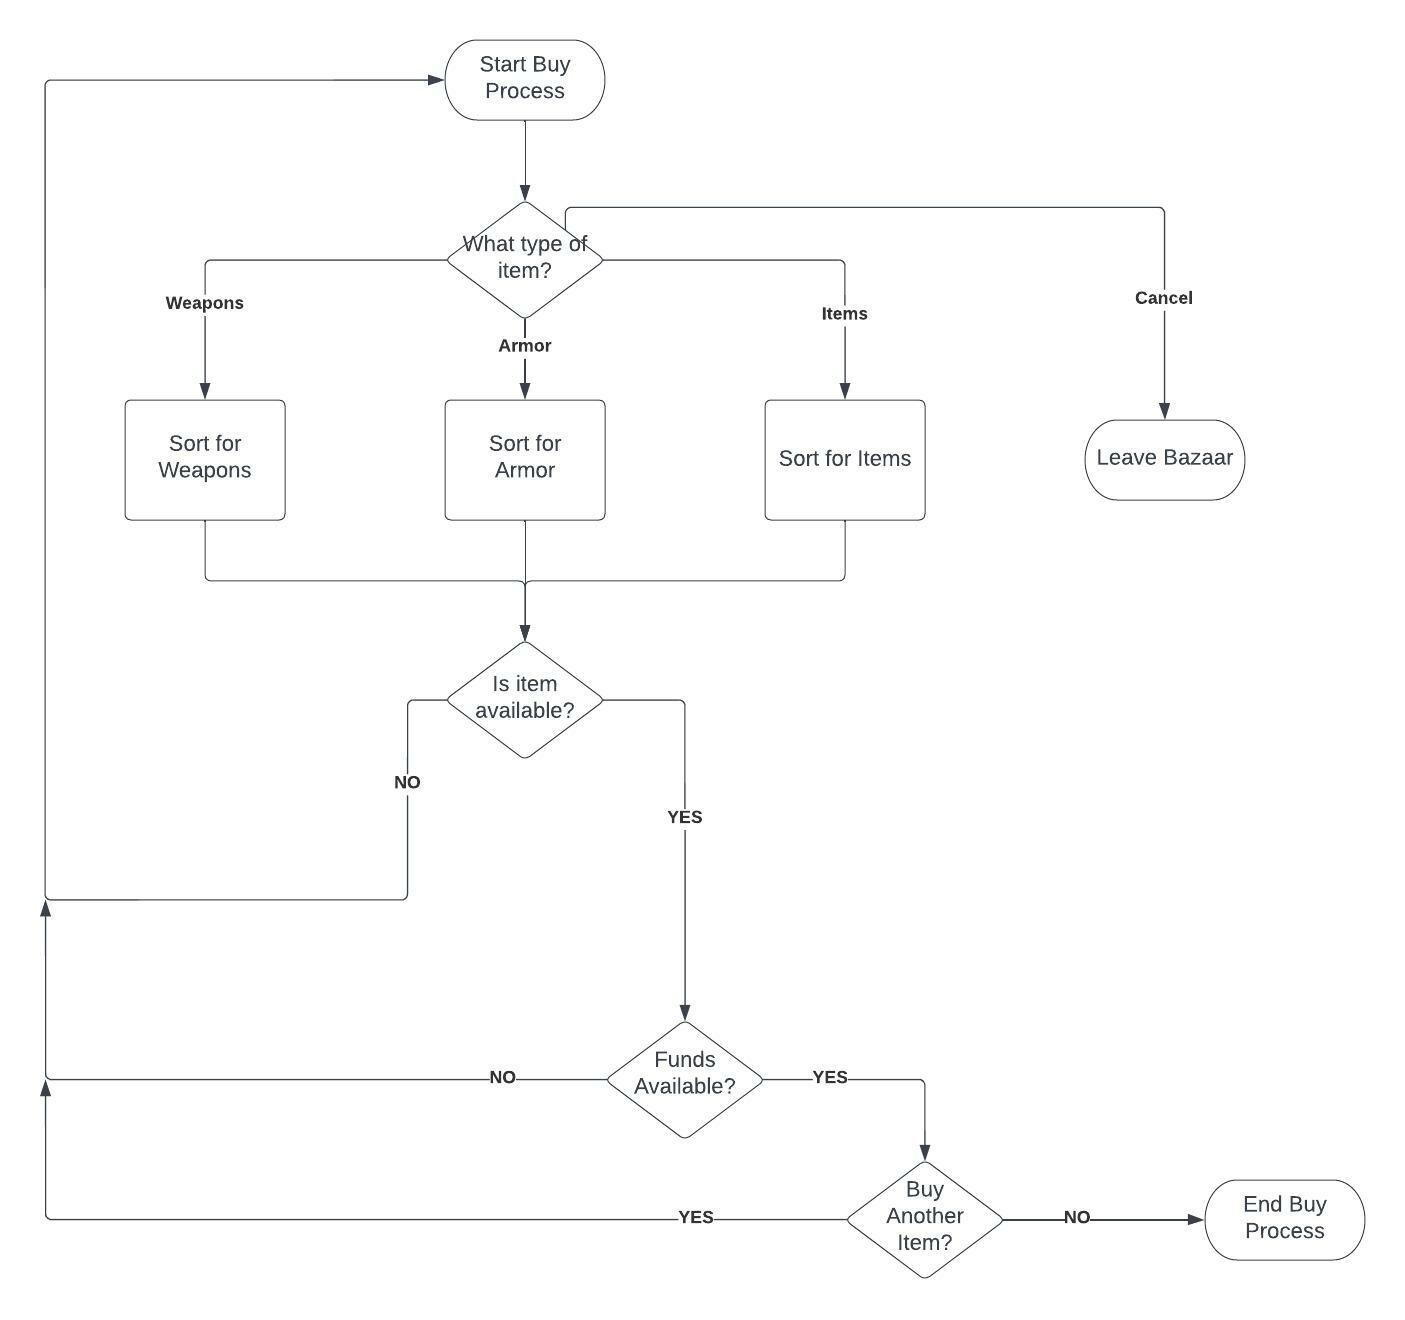 Start Buy
Process
What type of
item?
Weapons
Armor
Items
Cancel
Sort for
Weapons
Sort for
Armor
Sort for Items
Leave Bazaar
Is item
available?
NO
YES
Funds
Available?
NO
YES
Buy
Another
Item?
YES
NO
End Buy
Process